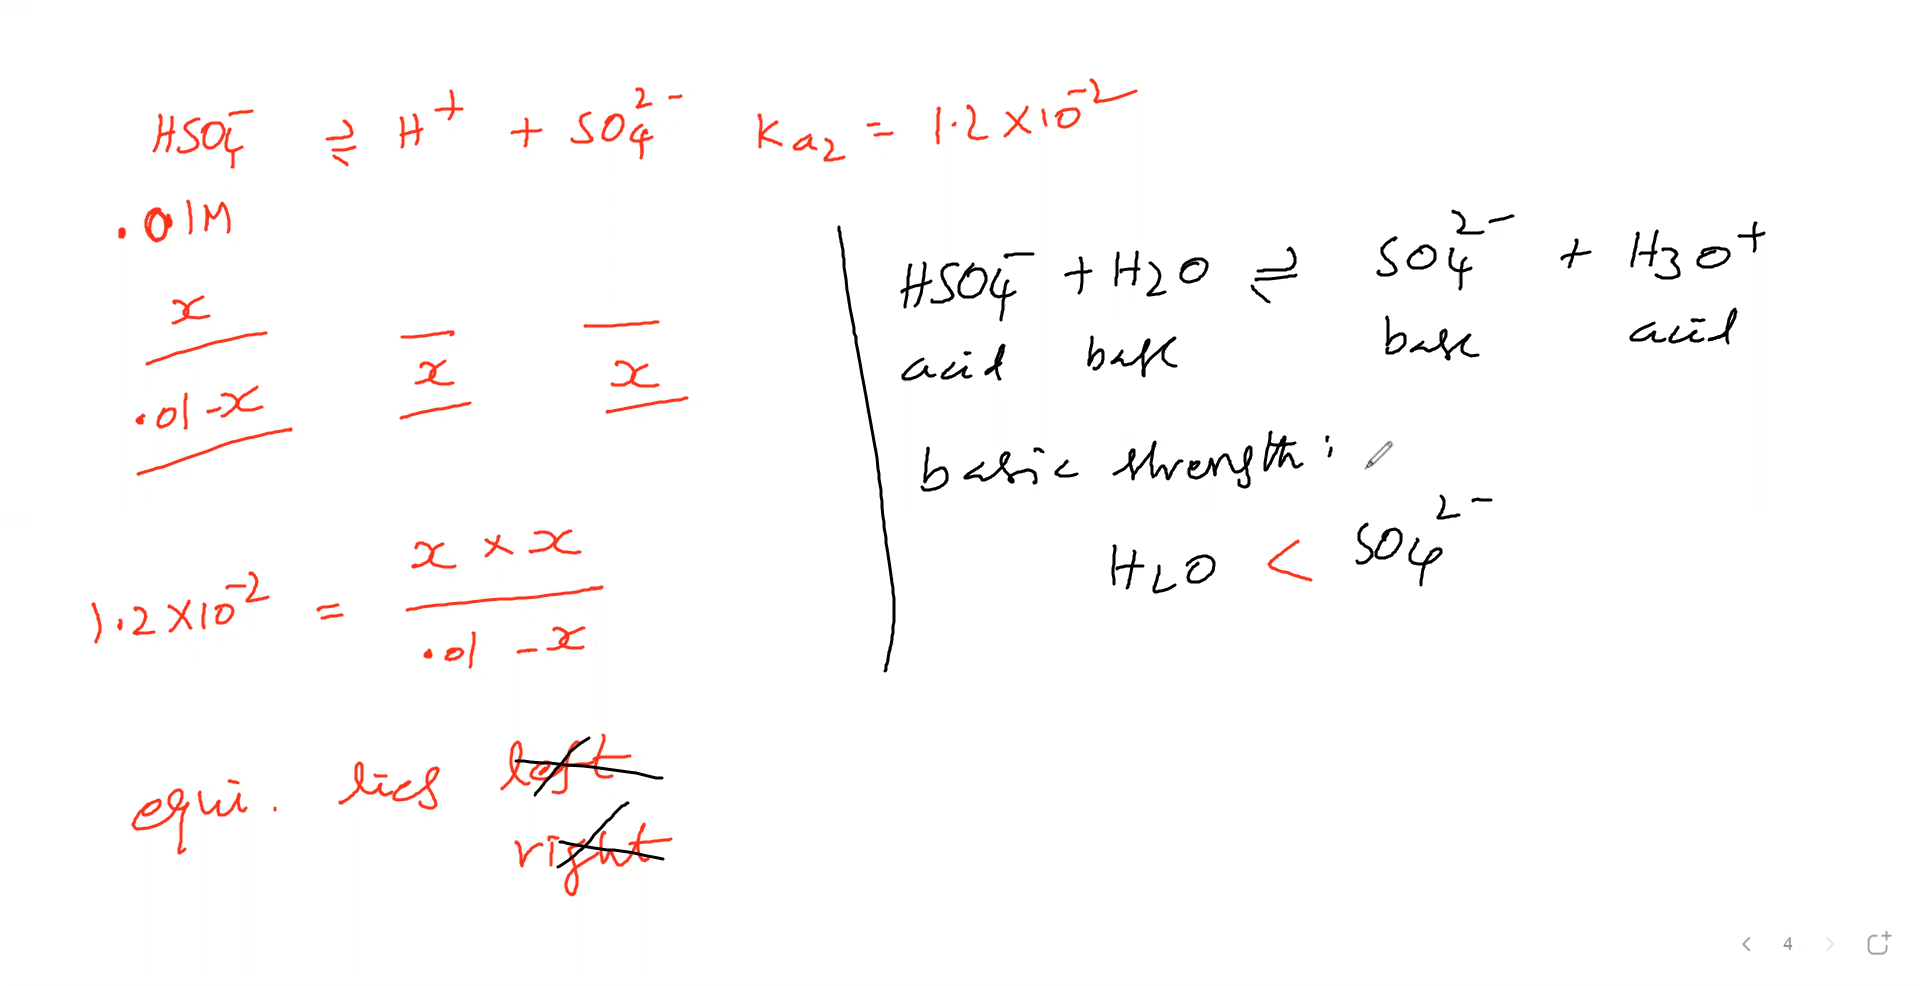 HSO₄⁻ ⇌ H⁺ + SO₄²⁻ Ka₂ = 1.2 × 10⁻²
.01M
x
.01 - x x x
1.2 × 10⁻² = x × x / .01 - x
equi. lies left
right
HSO₄⁻ + H₂O ⇌ SO₄²⁻ + H₃O⁺
acid base base acid
basic strength :
H₂O < SO₄²⁻
4